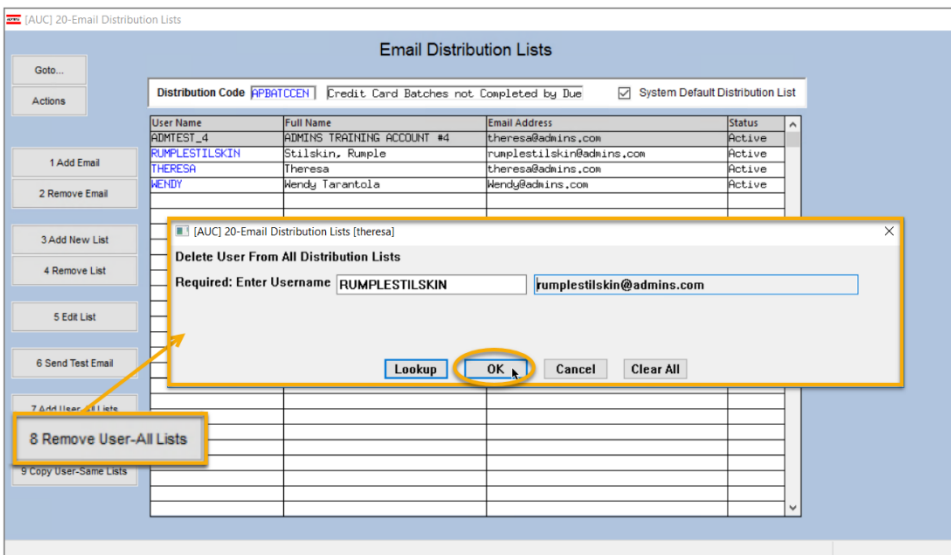 [AUC] 20-Email Distribution Lists
Email Distribution Lists
Goto...
Actions
Distribution Code APBATCCEN Credit Card Batches not Completed by Due System Default Distribution List
User Name Full Name Email Address Status
ADMTEST_4 ADMINS TRAINING ACCOUNT #4 theresa@admins.com Active
RUMPLESTILSKIN Stilskin, Rumple rumplestilskin@admins.com Active
THERESA Theresa theresa@admins.com Active
WENDY Wendy Tarantola Wendy@admins.com Active
1 Add Email
2 Remove Email
3 Add New List
4 Remove List
5 Edit List
6 Send Test Email
7 Add User-All Lists
8 Remove User-All Lists
9 Copy User-Same Lists
[AUC] 20-Email Distribution Lists [theresa]
Delete User From All Distribution Lists
Required: Enter Username RUMPLESTILSKIN rumplestilskin@admins.com
Lookup OK Cancel Clear All